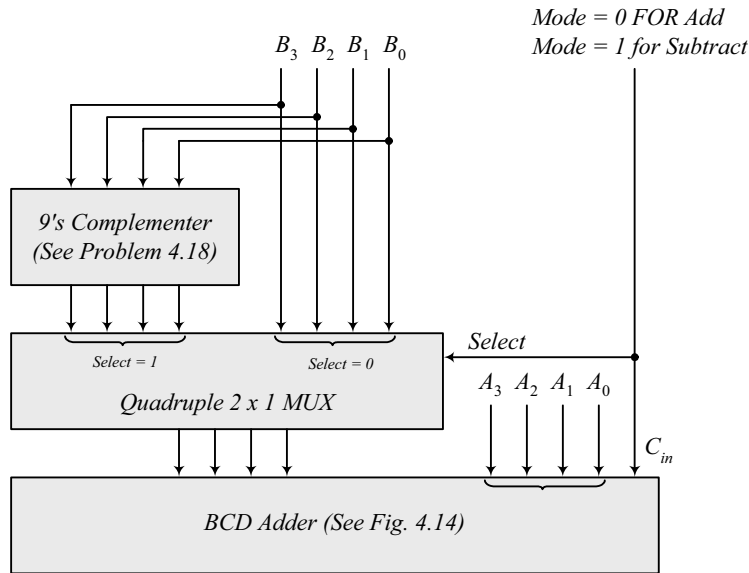 Mode = 0 FOR Add
Mode = 1 for Subtract
B3 B2 B1 B0
9's Complementer
(See Problem 4.18)
Select
Select = 1
Select = 0
Quadruple 2 x 1 MUX
A3 A2 A1 A0
Cin
BCD Adder (See Fig. 4.14)